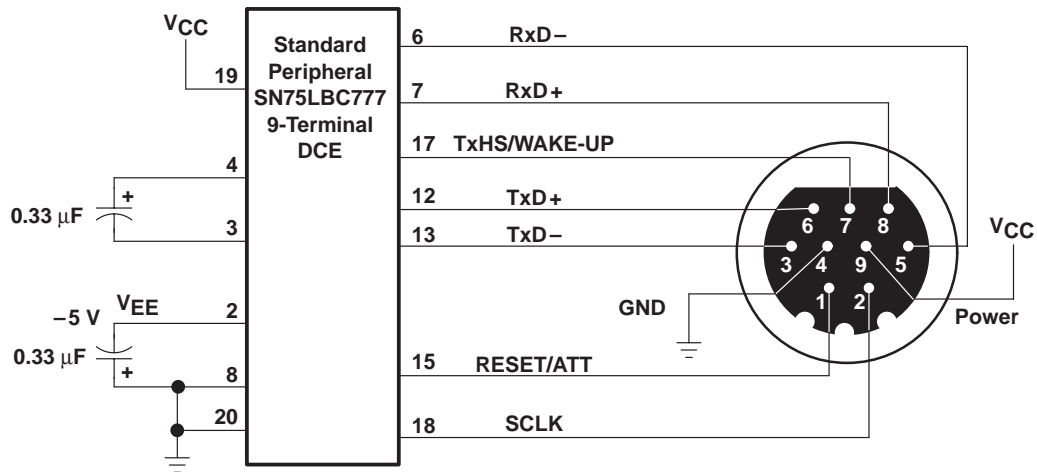 VCC
19
Standard
Peripheral
SN75LBC777
9-Terminal
DCE
6 RxD–
7 RxD+
17 TxHS/WAKE-UP
12 TxD+
13 TxD–
4
+
0.33 μF
3
VEE
–5 V
2
0.33 μF
+
8
20
15 RESET/ATT
18 SCLK
6 7 8
3 4 9 5
1 2
GND
VCC
Power